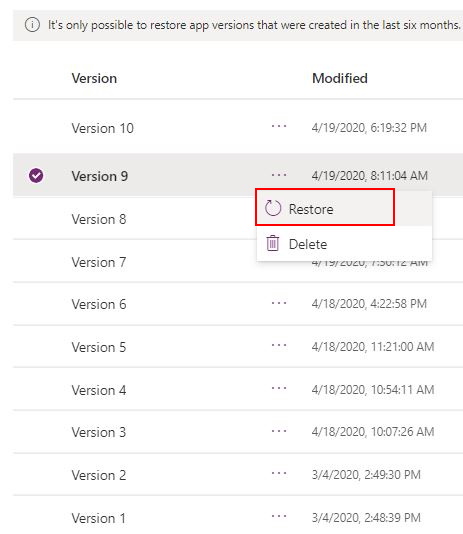 It's only possible to restore app versions that were created in the last six months.
Version Modified
Version 10 ... 4/19/2020, 6:19:32 PM
Version 9 ... 4/19/2020, 8:11:04 AM
Restore
Version 8
Delete
Version 7 4/19/2020, 7:50:12 AM
Version 6 ... 4/18/2020, 4:22:58 PM
Version 5 ... 4/18/2020, 11:21:00 AM
Version 4 ... 4/18/2020, 10:54:11 AM
Version 3 ... 4/18/2020, 10:07:26 AM
Version 2 ... 3/4/2020, 2:49:30 PM
Version 1 ... 3/4/2020, 2:48:39 PM